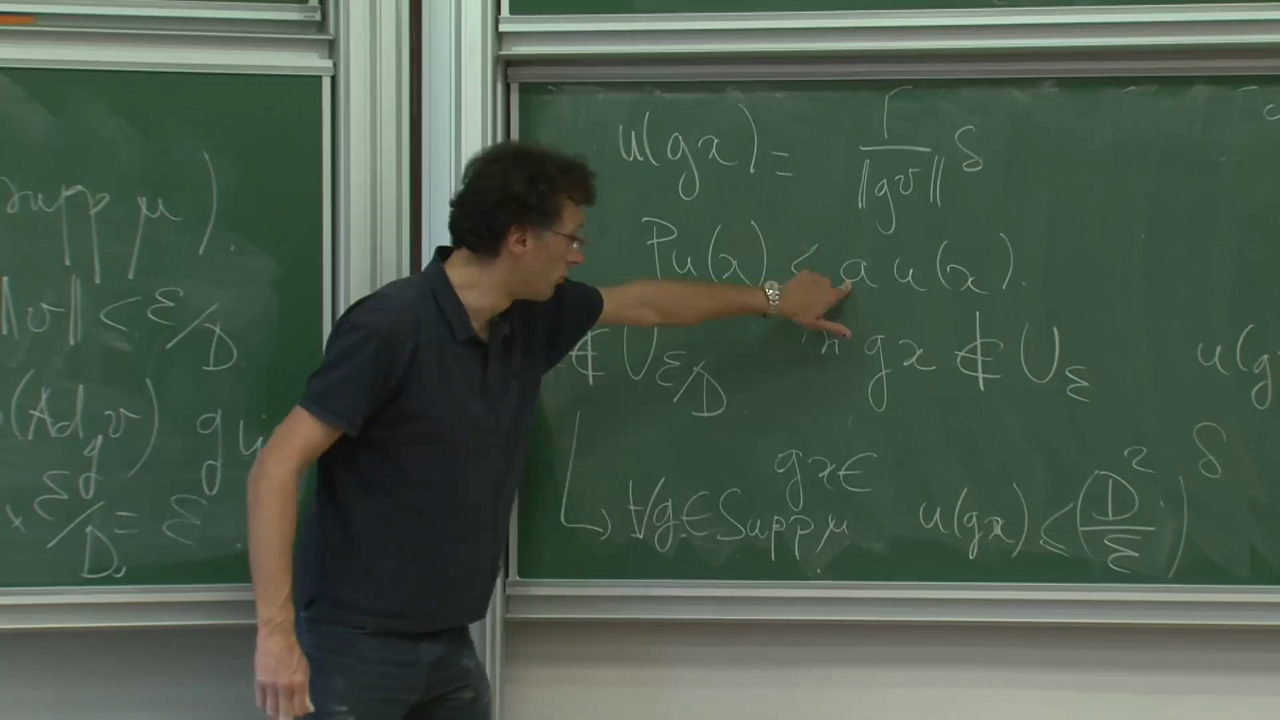 Supp μ).
‖v‖ < ε/D
(Ad_g v)
× ε/D = ε
u(gx) = 1/‖gv‖^δ
Pu(x) < a u(x).
∉ U_{ε/D} gx ∉ U_ε u(g
gx ∈
↳ ∀g ∈ Supp μ u(gx) ≤ (D²/ε)^δ